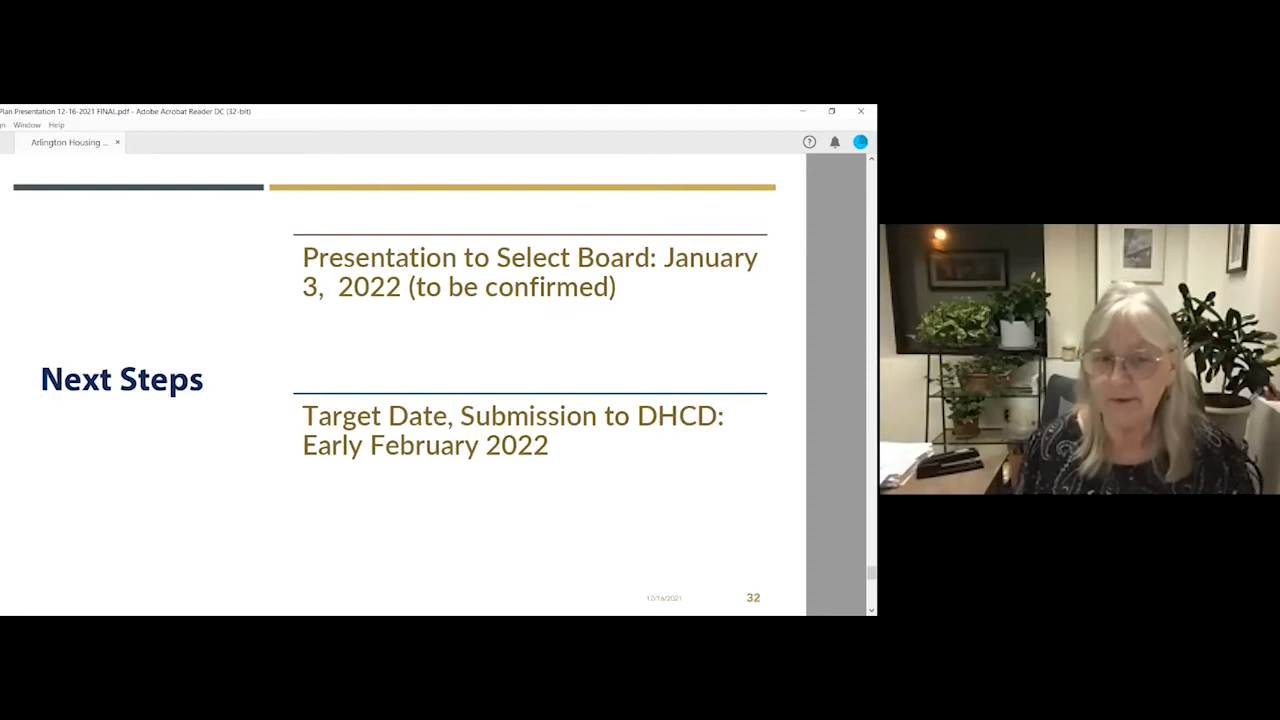 Plan Presentation 12-16-2021 FINAL.pdf - Adobe Acrobat Reader DC (32-bit)
Window Help
Arlington Housing ...
Presentation to Select Board: January
3, 2022 (to be confirmed)
Next Steps
Target Date, Submission to DHCD:
Early February 2022
12/16/2021
32